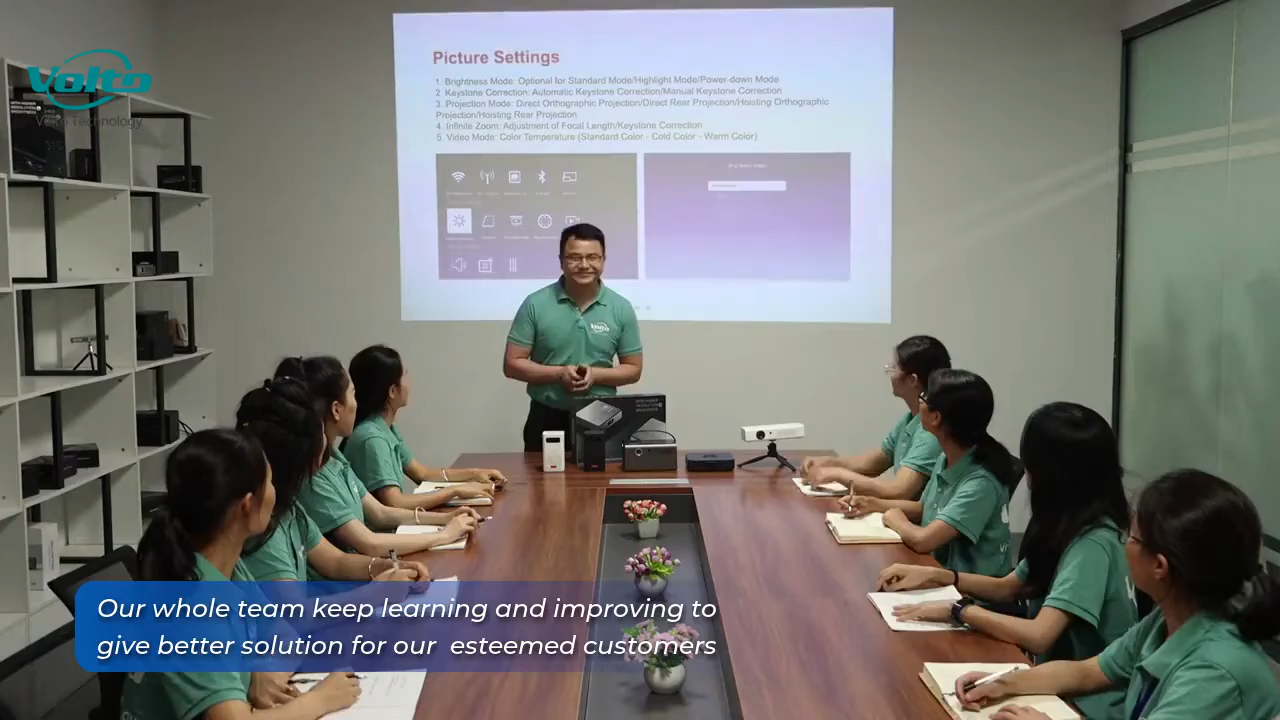 Volto
Volto Technology
Picture Settings
1. Brightness Mode: Optional for Standard Mode/Highlight Mode/Power-down Mode
2. Keystone Correction: Automatic Keystone Correction/Manual Keystone Correction
3. Projection Mode: Direct Orthographic Projection/Direct Rear Projection/Hoisting Orthographic
Projection/Hoisting Rear Projection
4. Infinite Zoom: Adjustment of Focal Length/Keystone Correction
5. Video Mode: Color Temperature (Standard Color - Cold Color - Warm Color)
Volto
Our whole team keep learning and improving to
give better solution for our esteemed customers